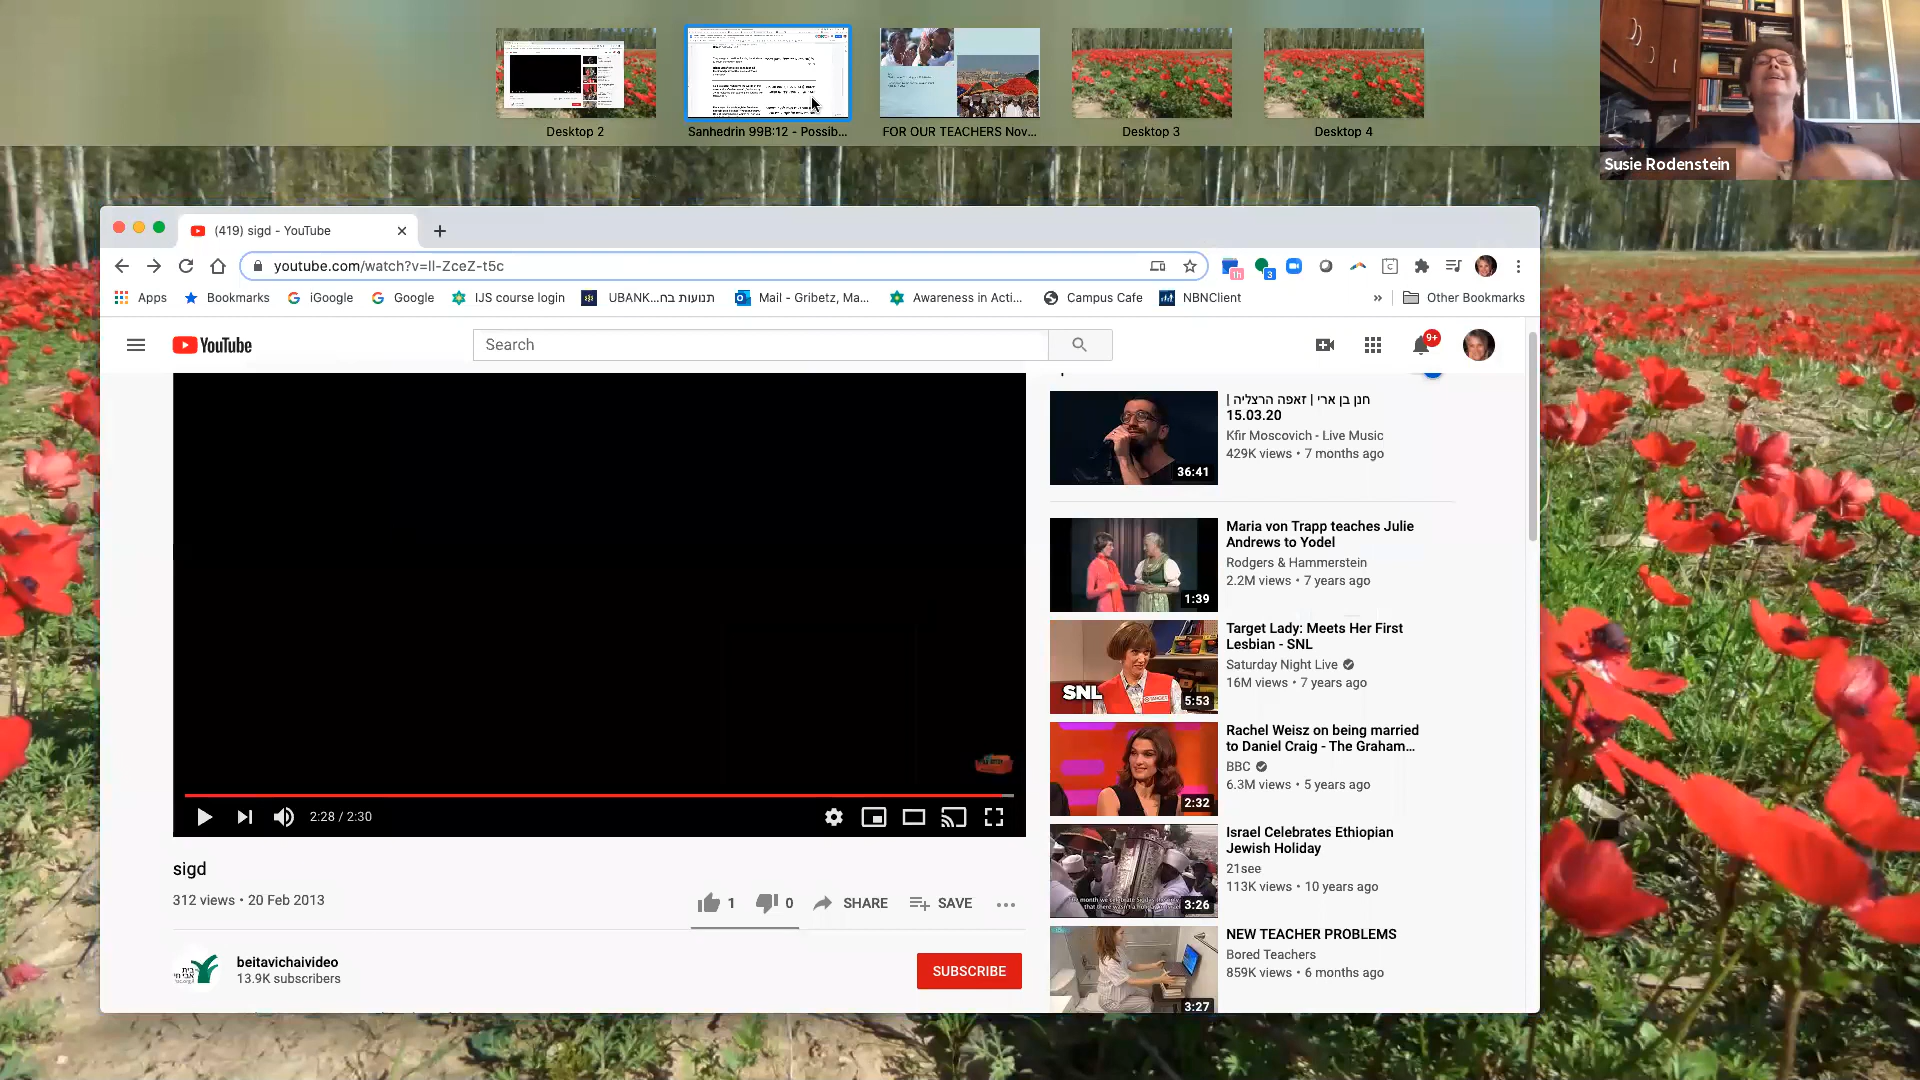 Desktop 2
Sanhedrin 99B:12 - Possib...
FOR OUR TEACHERS Nov...
Desktop 3
Desktop 4
Susie Rodenstein
(419) sigd - YouTube
youtube.com/watch?v=ll-ZceZ-t5c
1h
3
Apps
Bookmarks
iGoogle
Google
IJS course login
UBANK...תנועות בח
Mail - Gribetz, Ma...
Awareness in Acti...
Campus Cafe
NBNClient
»
Other Bookmarks
YouTube
Search
9+
חנן בן ארי | זאפה הרצליה |
15.03.20
Kfir Moscovich - Live Music
429K views • 7 months ago
36:41
Maria von Trapp teaches Julie
Andrews to Yodel
Rodgers & Hammerstein
2.2M views • 7 years ago
1:39
Target Lady: Meets Her First
Lesbian - SNL
Saturday Night Live
16M views • 7 years ago
SNL
5:53
Rachel Weisz on being married
to Daniel Craig - The Graham...
BBC
6.3M views • 5 years ago
2:32
Israel Celebrates Ethiopian
Jewish Holiday
21see
113K views • 10 years ago
3:26
NEW TEACHER PROBLEMS
Bored Teachers
859K views • 6 months ago
3:27
2:28 / 2:30
sigd
312 views • 20 Feb 2013
1
0
SHARE
SAVE
בית
אבי חי
beitavichaivideo
13.9K subscribers
SUBSCRIBE